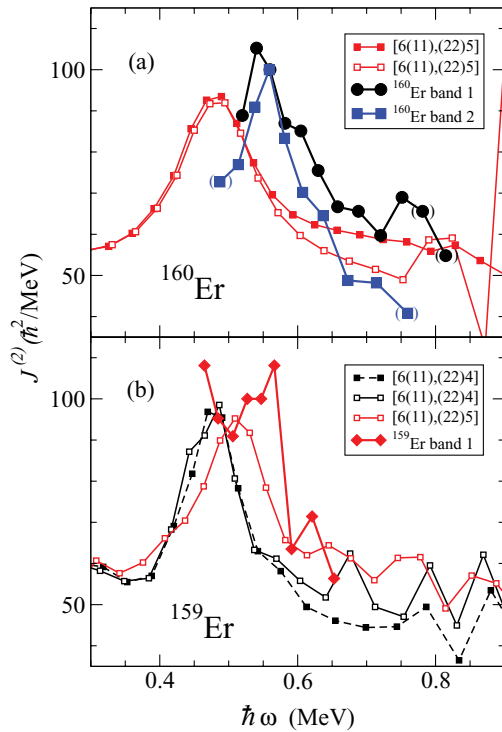 (a)
[6(11),(22)5]
[6(11),(22)5]
¹⁶⁰Er band 1
¹⁶⁰Er band 2
100
( )
( )
50
( )
¹⁶⁰Er
J⁽²⁾(ℏ²/MeV)
(b)
[6(11),(22)4]
[6(11),(22)4]
[6(11),(22)5]
¹⁵⁹Er band 1
100
50
¹⁵⁹Er
0.4 0.6 0.8
ℏω (MeV)